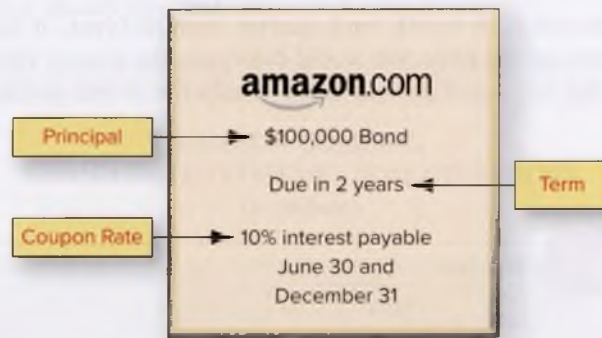 amazon.com
Principal
$100,000 Bond
Due in 2 years
Term
Coupon Rate
10% interest payable
June 30 and
December 31